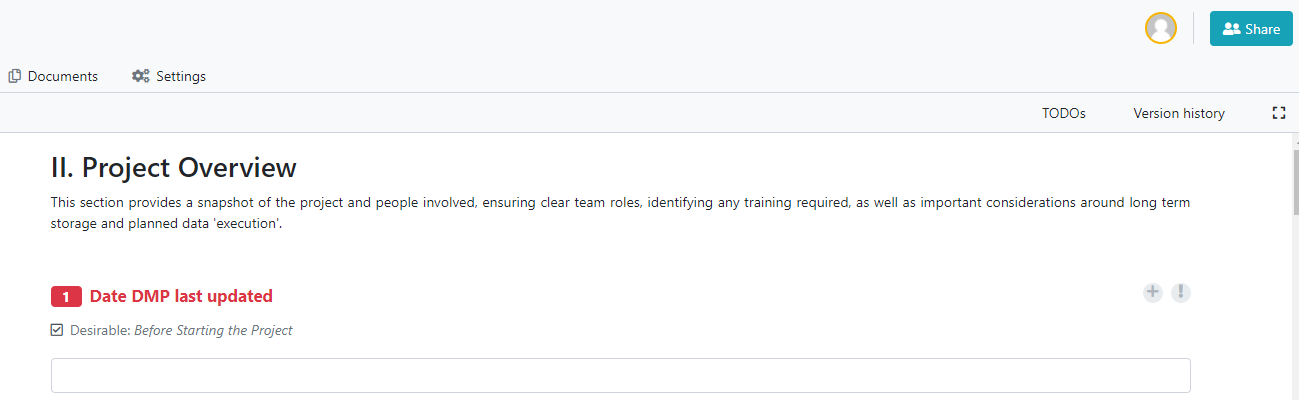 Share
Documents
Settings
TODOs
Version history
II. Project Overview
This section provides a snapshot of the project and people involved, ensuring clear team roles, identifying any training required, as well as important considerations around long term
storage and planned data 'execution'.
1 Date DMP last updated
Desirable: Before Starting the Project